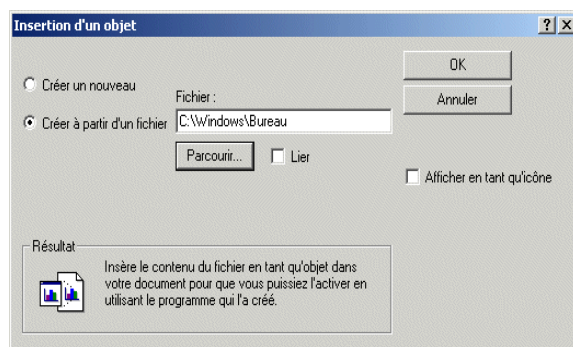 Insertion d'un objet
Créer un nouveau
Créer à partir d'un fichier
Fichier :
C:\Windows\Bureau
Parcourir...
Lier
OK
Annuler
Afficher en tant qu'icône
Résultat
Insère le contenu du fichier en tant qu'objet dans
votre document pour que vous puissiez l'activer en
utilisant le programme qui l'a créé.